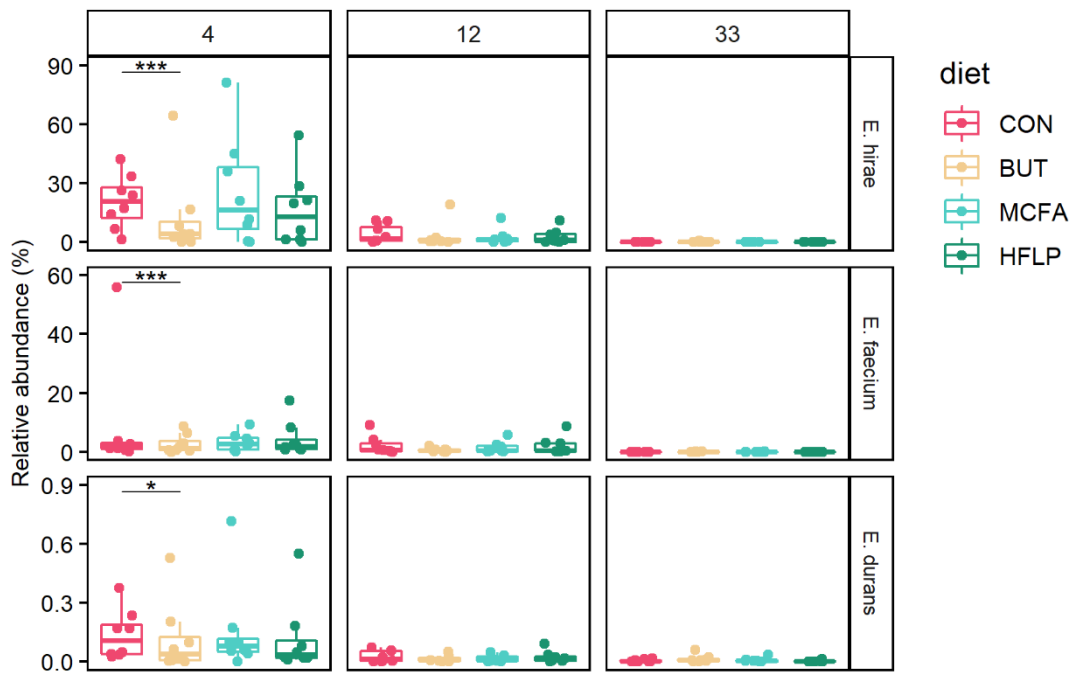 4 12 33
Relative abundance (%)
90
60
30
0
***
E. hirae
60
40
20
0
***
E. faecium
0.9
0.6
0.3
0.0
*
E. durans
diet
CON
BUT
MCFA
HFLP